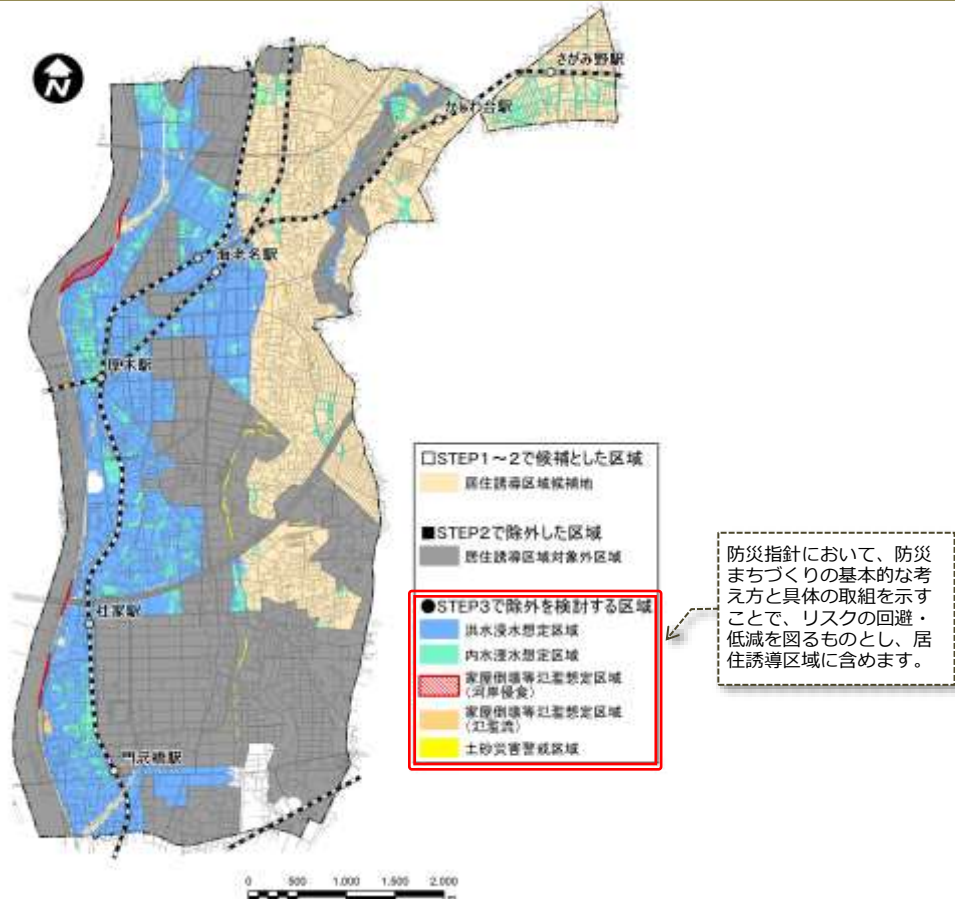 N
さがみ野駅
かしわ台駅
海老名駅
厚木駅
社家駅
門沢橋駅
□STEP1～2で候補とした区域
居住誘導区域候補地
■STEP2で除外した区域
居住誘導区域対象外区域
●STEP3で除外を検討する区域
洪水浸水想定区域
内水浸水想定区域
家屋倒壊等氾濫想定区域
(河岸侵食)
家屋倒壊等氾濫想定区域
(氾濫流)
土砂災害警戒区域
防災指針において、防災
まちづくりの基本的な考
え方と具体の取組を示す
ことで、リスクの回避・
低減を図るものとし、居
住誘導区域に含めます。
0 500 1,000 1,500 2,000
m